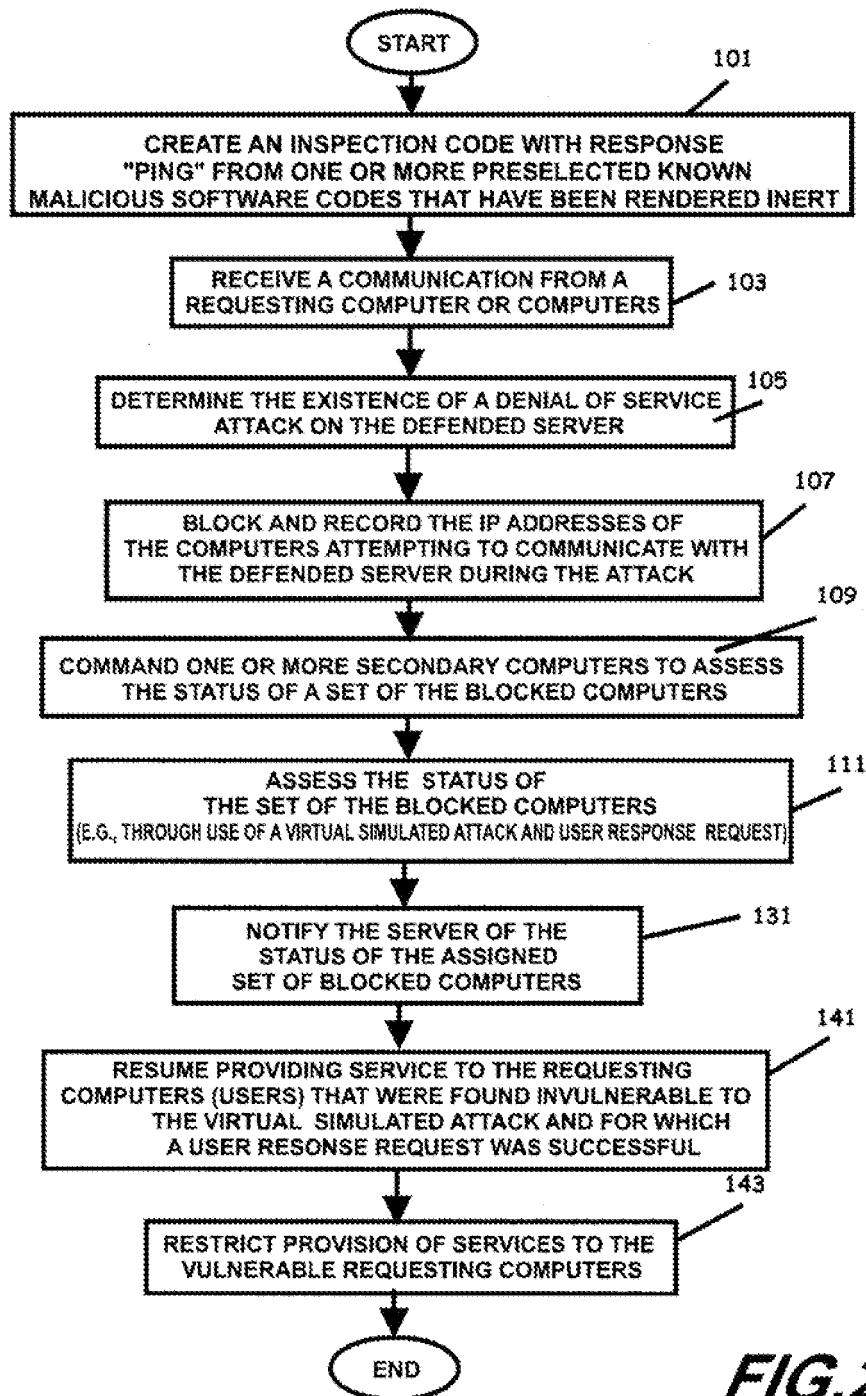 START
101
CREATE AN INSPECTION CODE WITH RESPONSE
"PING" FROM ONE OR MORE PRESELECTED KNOWN
MALICIOUS SOFTWARE CODES THAT HAVE BEEN RENDERED INERT
RECEIVE A COMMUNICATION FROM A
REQUESTING COMPUTER OR COMPUTERS
103
DETERMINE THE EXISTENCE OF A DENIAL OF SERVICE
ATTACK ON THE DEFENDED SERVER
105
107
BLOCK AND RECORD THE IP ADDRESSES OF
THE COMPUTERS ATTEMPTING TO COMMUNICATE WITH
THE DEFENDED SERVER DURING THE ATTACK
109
COMMAND ONE OR MORE SECONDARY COMPUTERS TO ASSESS
THE STATUS OF A SET OF THE BLOCKED COMPUTERS
111
ASSESS THE STATUS OF
THE SET OF THE BLOCKED COMPUTERS
(E.G., THROUGH USE OF A VIRTUAL SIMULATED ATTACK AND USER RESPONSE REQUEST)
131
NOTIFY THE SERVER OF THE
STATUS OF THE ASSIGNED
SET OF BLOCKED COMPUTERS
141
RESUME PROVIDING SERVICE TO THE REQUESTING
COMPUTERS (USERS) THAT WERE FOUND INVULNERABLE TO
THE VIRTUAL SIMULATED ATTACK AND FOR WHICH
A USER RESONSE REQUEST WAS SUCCESSFUL
143
RESTRICT PROVISION OF SERVICES TO THE
VULNERABLE REQUESTING COMPUTERS
END
FIG.2